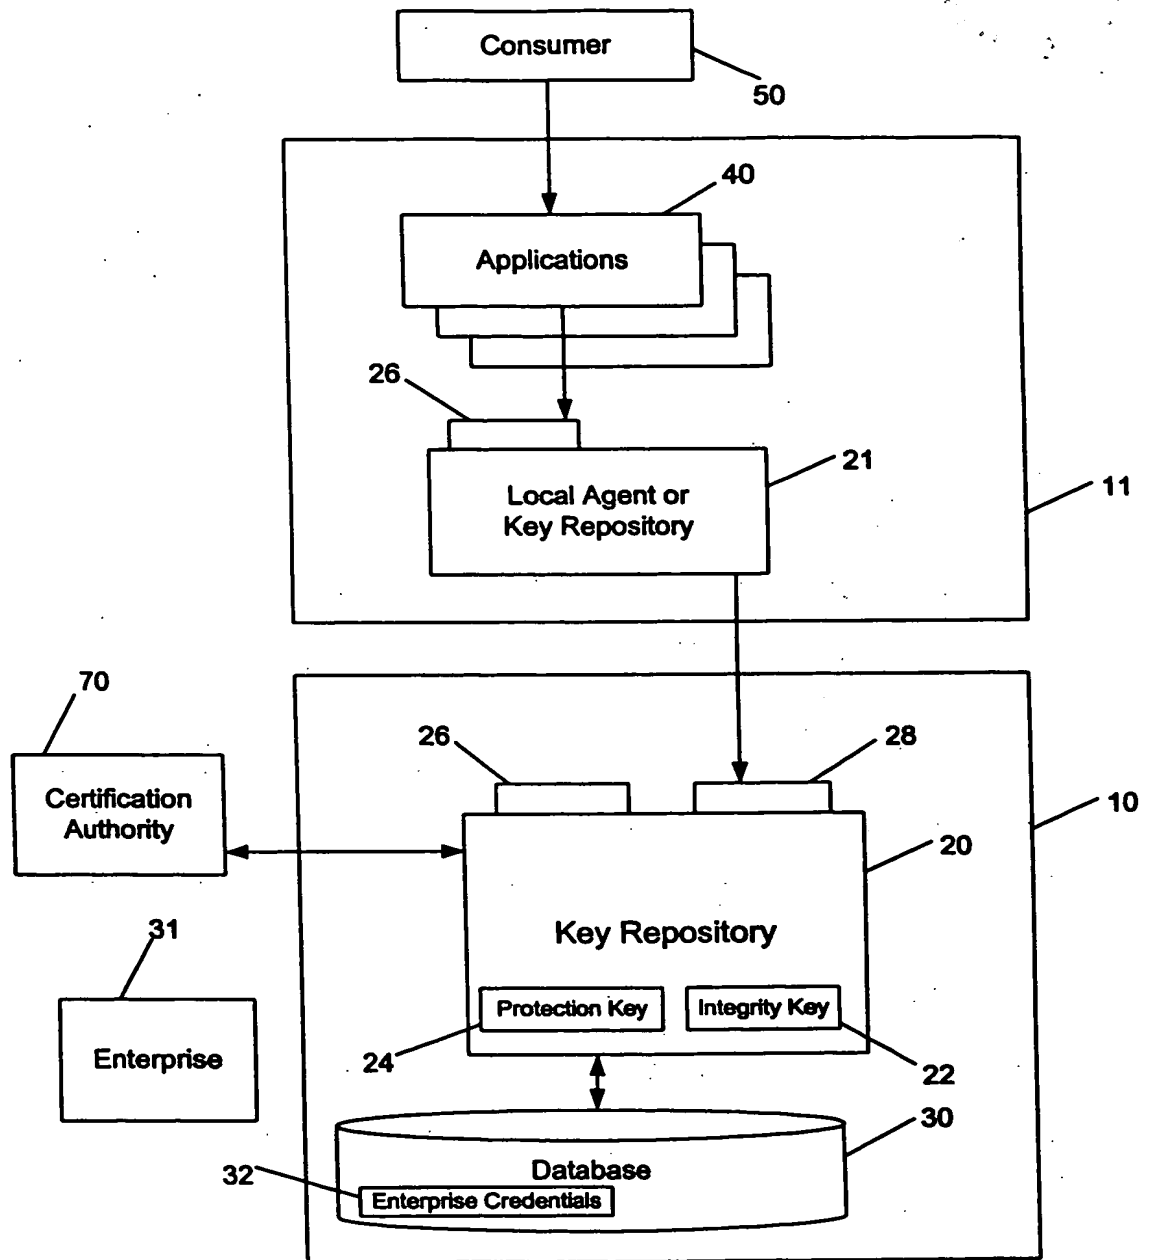 Consumer
50
40
Applications
26
21
Local Agent or
Key Repository
11
70
26
28
Certification
Authority
10
20
31
Key Repository
Protection Key
Integrity Key
Enterprise
24
22
30
Database
32
Enterprise Credentials